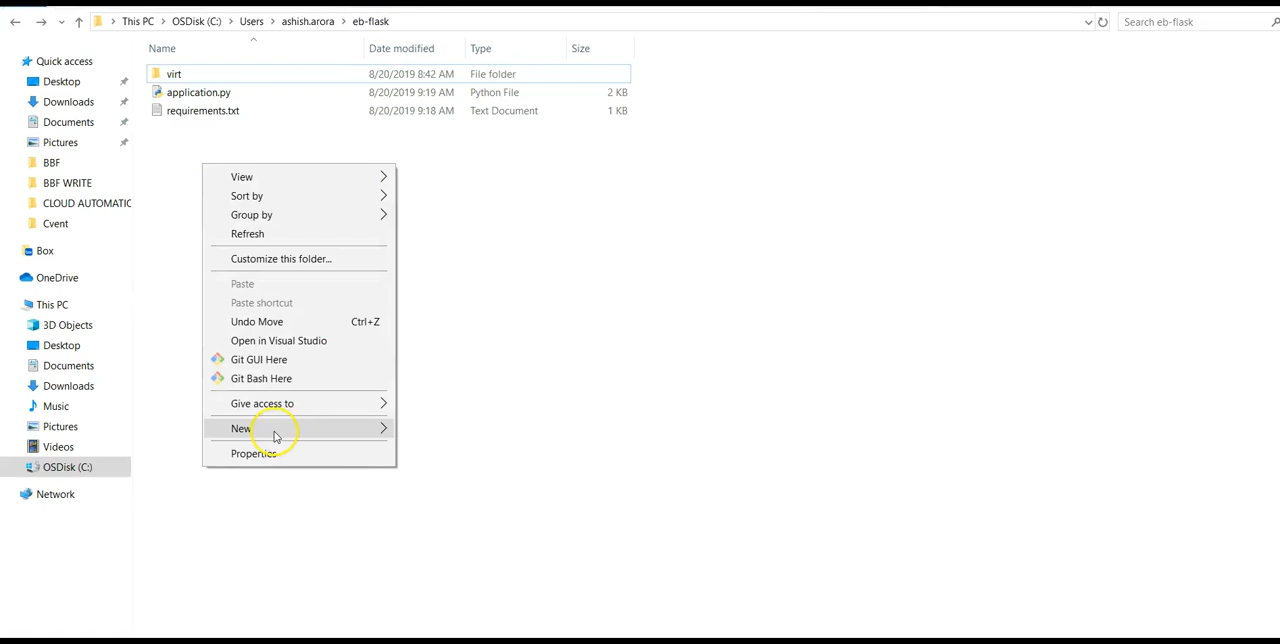 This PC > OSDisk (C:) > Users > ashish.arora > eb-flask
Search eb-flask
Name Date modified Type Size
Quick access
Desktop
Downloads
Documents
Pictures
BBF
BBF WRITE
CLOUD AUTOMATIC
Cvent
Box
OneDrive
This PC
3D Objects
Desktop
Documents
Downloads
Music
Pictures
Videos
OSDisk (C:)
Network
virt 8/20/2019 8:42 AM File folder
application.py 8/20/2019 9:19 AM Python File 2 KB
requirements.txt 8/20/2019 9:18 AM Text Document 1 KB
View
Sort by
Group by
Refresh
Customize this folder...
Paste
Paste shortcut
Undo Move Ctrl+Z
Open in Visual Studio
Git GUI Here
Git Bash Here
Give access to
New
Properties